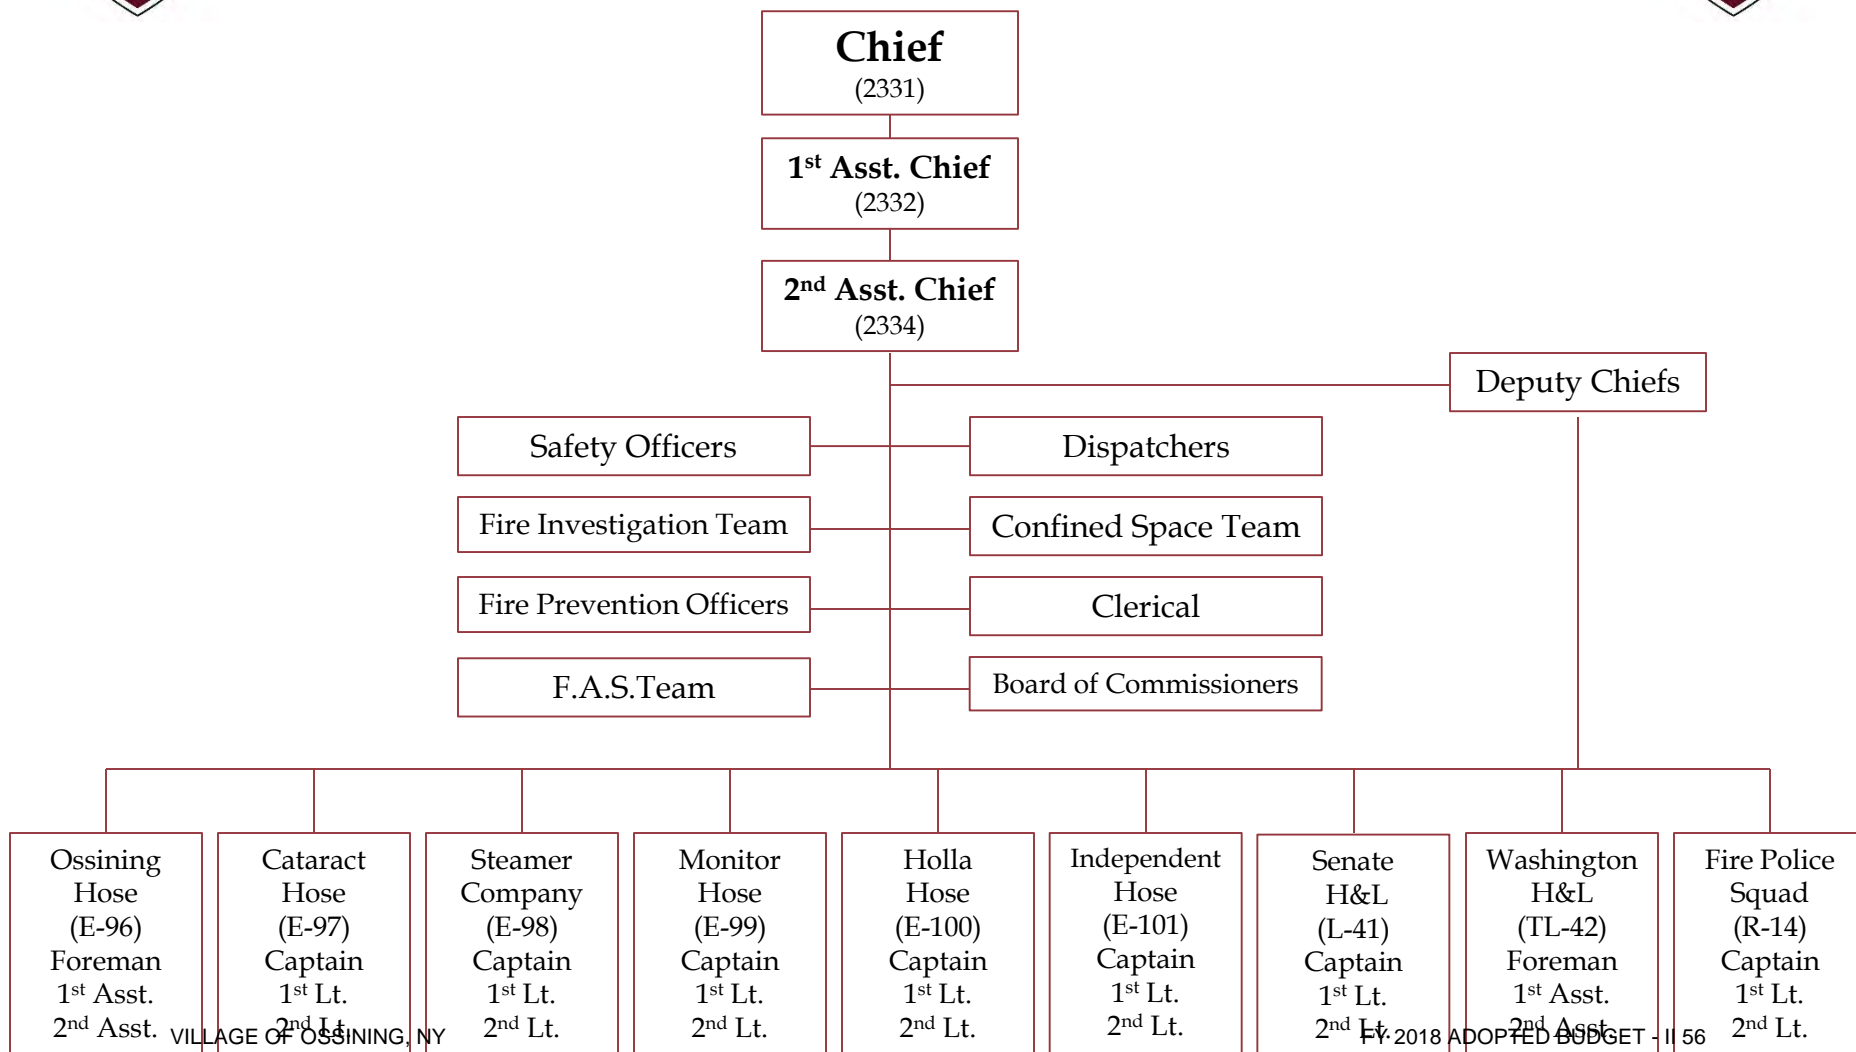 Chief
(2331)
1st Asst. Chief
(2332)
2nd Asst. Chief
(2334)
Deputy Chiefs
Safety Officers
Dispatchers
Fire Investigation Team
Confined Space Team
Fire Prevention Officers
Clerical
F.A.S.Team
Board of Commissioners
Ossining
Hose
(E-96)
Foreman
1st Asst.
2nd Asst.
Cataract
Hose
(E-97)
Captain
1st Lt.
2nd Lt.
Steamer
Company
(E-98)
Captain
1st Lt.
2nd Lt.
Monitor
Hose
(E-99)
Captain
1st Lt.
2nd Lt.
Holla
Hose
(E-100)
Captain
1st Lt.
2nd Lt.
Independent
Hose
(E-101)
Captain
1st Lt.
2nd Lt.
Senate
H&L
(L-41)
Captain
1st Lt.
2nd Lt.
Washington
H&L
(TL-42)
Foreman
1st Asst.
2nd Asst.
Fire Police
Squad
(R-14)
Captain
1st Lt.
2nd Lt.
VILLAGE OF OSSINING, NY
FY 2018 ADOPTED BUDGET - II 56